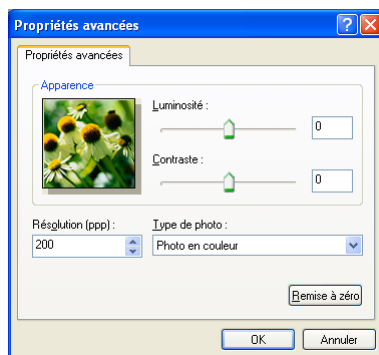 Propriétés avancées
Propriétés avancées
Apparence
Luminosité :
0
Contraste :
0
Résolution (ppp) :
200
Type de photo :
Photo en couleur
Remise à zéro
OK
Annuler